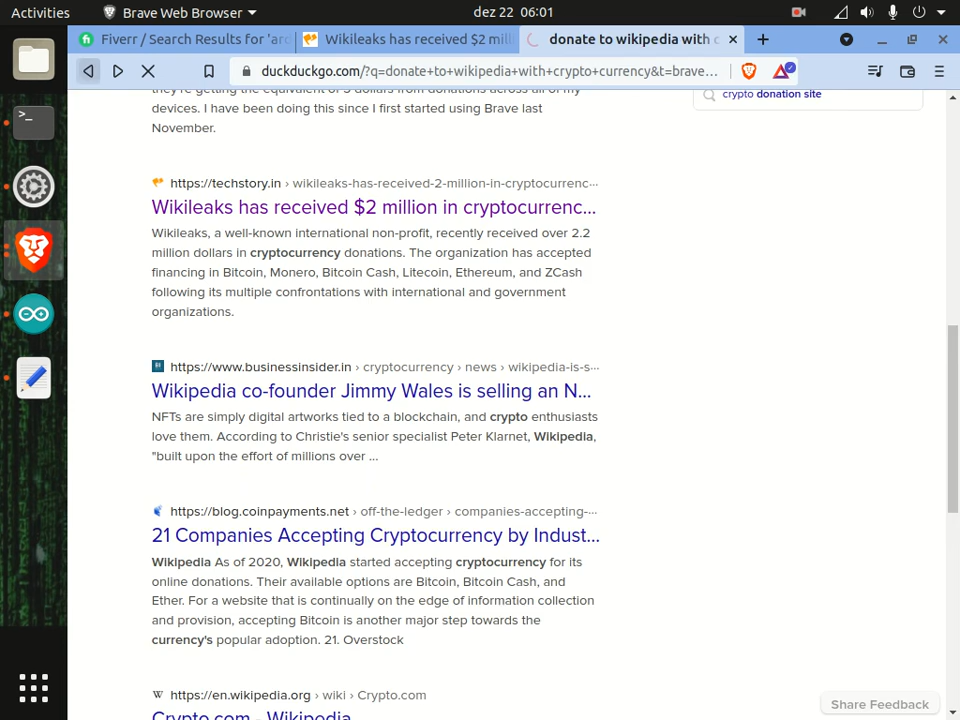 Activities
Brave Web Browser
dez 22 06:01
Fiverr / Search Results for 'ard
Wikileaks has received $2 mill
donate to wikipedia with c
duckduckgo.com/?q=donate+to+wikipedia+with+crypto+currency&t=brave...
they're getting the equivalent of 5 dollars from donations across all of my
devices. I have been doing this since I first started using Brave last
November.
crypto donation site
https://techstory.in › wikileaks-has-received-2-million-in-cryptocurrenc...
Wikileaks has received $2 million in cryptocurrenc...
Wikileaks, a well-known international non-profit, recently received over 2.2
million dollars in cryptocurrency donations. The organization has accepted
financing in Bitcoin, Monero, Bitcoin Cash, Litecoin, Ethereum, and ZCash
following its multiple confrontations with international and government
organizations.
https://www.businessinsider.in › cryptocurrency › news › wikipedia-is-s...
Wikipedia co-founder Jimmy Wales is selling an N...
NFTs are simply digital artworks tied to a blockchain, and crypto enthusiasts
love them. According to Christie's senior specialist Peter Klarnet, Wikipedia,
"built upon the effort of millions over ...
https://blog.coinpayments.net › off-the-ledger › companies-accepting-...
21 Companies Accepting Cryptocurrency by Indust...
Wikipedia As of 2020, Wikipedia started accepting cryptocurrency for its
online donations. Their available options are Bitcoin, Bitcoin Cash, and
Ether. For a website that is continually on the edge of information collection
and provision, accepting Bitcoin is another major step towards the
currency's popular adoption. 21. Overstock
W https://en.wikipedia.org › wiki › Crypto.com
Crypto.com - Wikipedia
Share Feedback